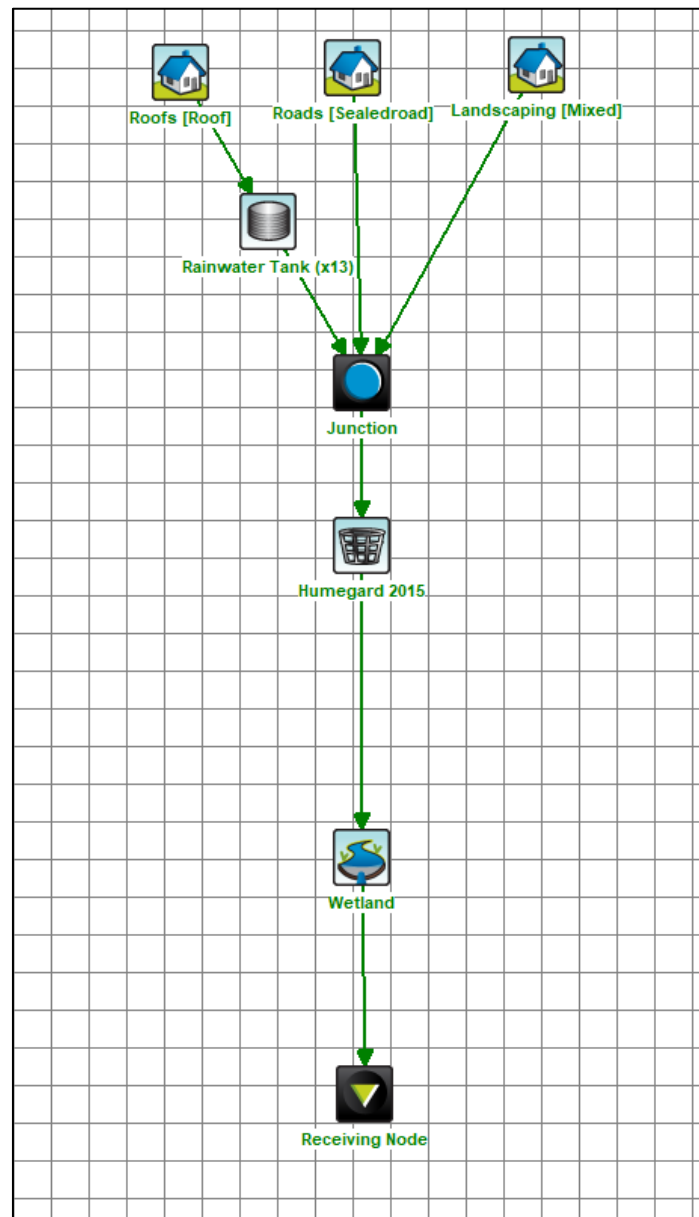 Roofs [Roof]
Roads [Sealedroad]
Landscaping [Mixed]
Rainwater Tank (x13)
Junction
Humegard 2015
Wetland
Receiving Node